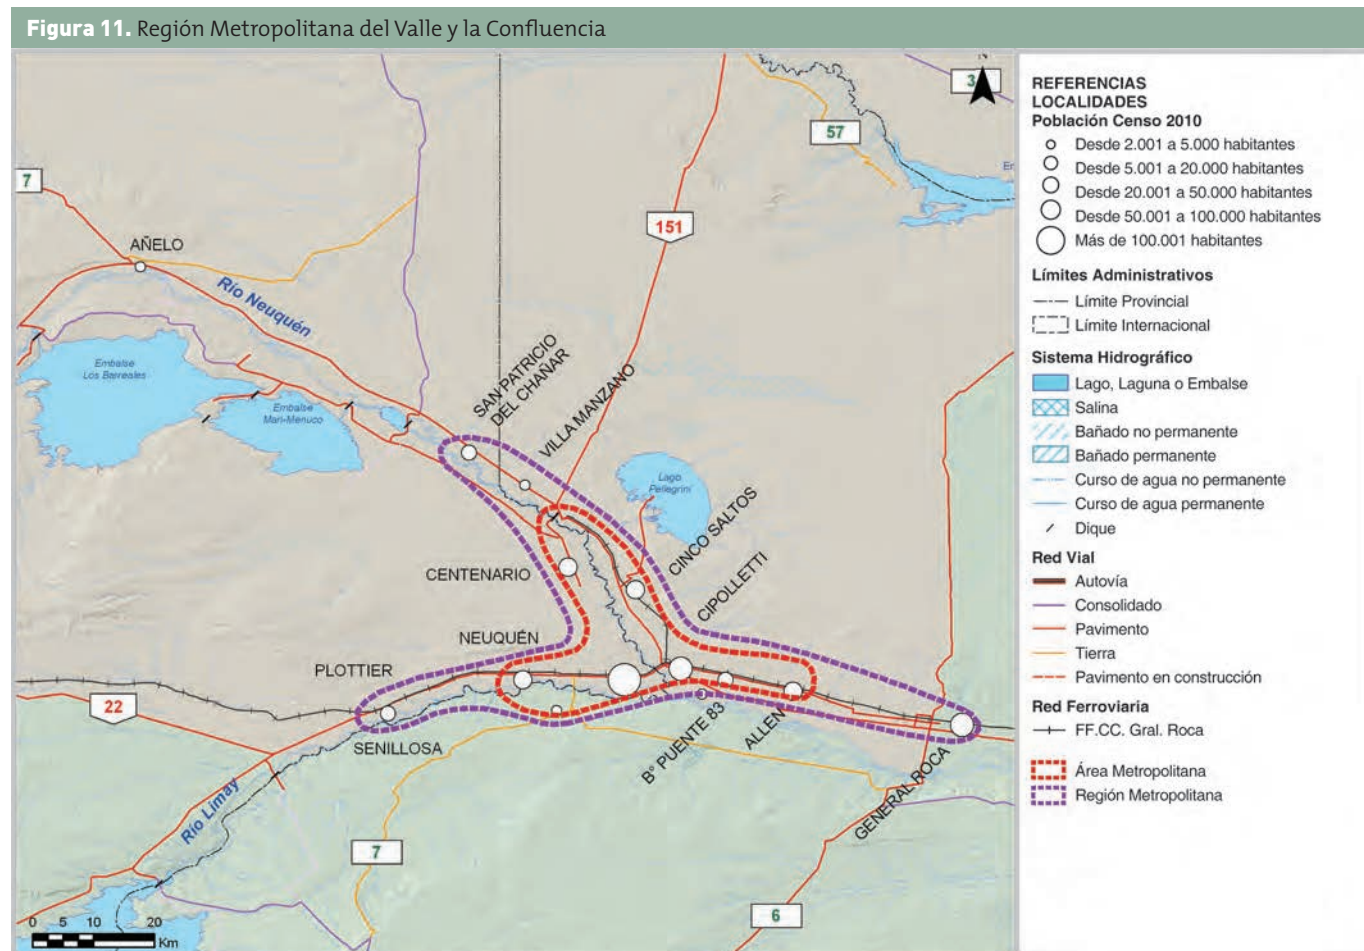 Figura 11. Región Metropolitana del Valle y la Confluencia
57
7
151
AÑELO
Río Neuquén
Embalse
Los Barreales
Embalse
Mari-Menuco
SAN PATRICIO
DEL CHAÑAR
VILLA MANZANO
Lago
Pellegrini
CINCO SALTOS
CENTENARIO
CIPOLLETTI
NEUQUÉN
PLOTTIER
22
SENILLOSA
B° PUENTE 83
ALLEN
GENERAL ROCA
Río Limay
7
6
0 5 10 20
Km
REFERENCIAS
LOCALIDADES
Población Censo 2010
Desde 2.001 a 5.000 habitantes
Desde 5.001 a 20.000 habitantes
Desde 20.001 a 50.000 habitantes
Desde 50.001 a 100.000 habitantes
Más de 100.001 habitantes
Límites Administrativos
Límite Provincial
Límite Internacional
Sistema Hidrográfico
Lago, Laguna o Embalse
Salina
Bañado no permanente
Bañado permanente
Curso de agua no permanente
Curso de agua permanente
Dique
Red Vial
Autovía
Consolidado
Pavimento
Tierra
Pavimento en construcción
Red Ferroviaria
FF.CC. Gral. Roca
Área Metropolitana
Región Metropolitana